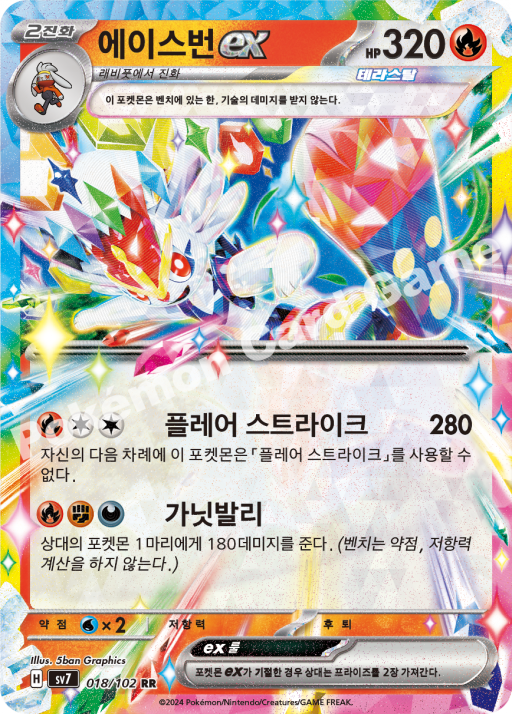 2진화 에이스번 ex HP 320
래비풋에서 진화 테라스탈
이 포켓몬은 벤치에 있는 한, 기술의 데미지를 받지 않는다.
Pokémon Card Game
플레어 스트라이크 280
자신의 다음 차례에 이 포켓몬은 「플레어 스트라이크」를 사용할 수
없다.
가닛발리
상대의 포켓몬 1마리에게 180데미지를 준다. (벤치는 약점, 저항력
계산을 하지 않는다.)
약점 ×2 저항력 후퇴
ex 룰
포켓몬 ex가 기절한 경우 상대는 프라이즈를 2장 가져간다.
Illus. 5ban Graphics
H sv7 018/102 RR
©2024 Pokémon/Nintendo/Creatures/GAME FREAK.